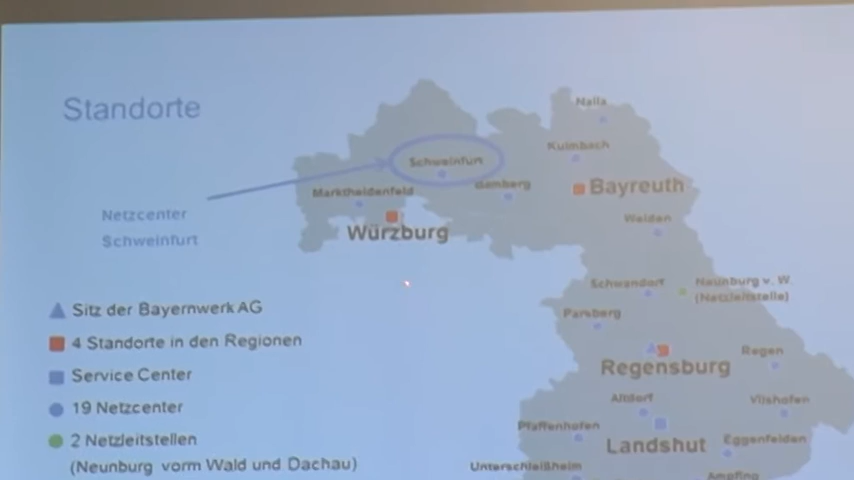 Standorte
Naila
Kulmbach
Schweinfurt
Bamberg
Bayreuth
Marktheidenfeld
Netzcenter
Schweinfurt
Würzburg
Weiden
Schwandorf
Neunburg v. W.
(Netzleitstelle)
Sitz der Bayernwerk AG
Parsberg
4 Standorte in den Regionen
Regensburg
Regen
Service Center
Altdorf
Vilshofen
19 Netzcenter
Pfaffenhofen
Landshut
Eggenfelden
2 Netzleitstellen
(Neunburg vorm Wald und Dachau)
Unterschleißheim
Ampfing